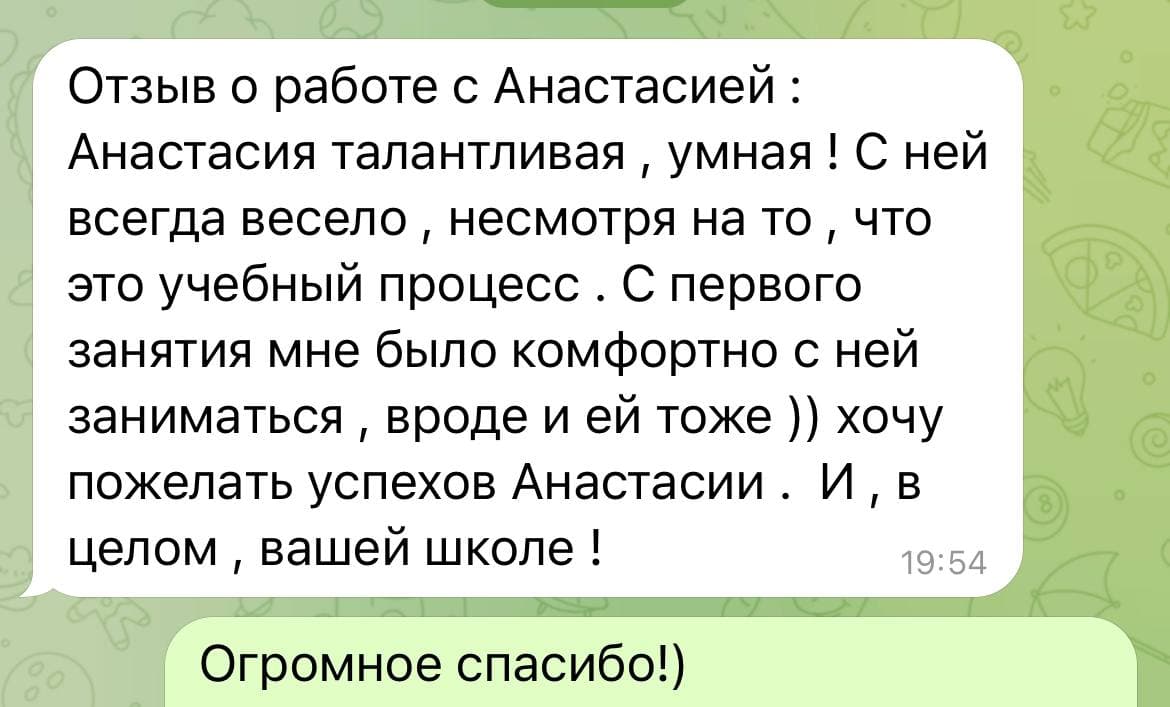 Отзыв о работе с Анастасией :
Анастасия талантливая , умная ! С ней
всегда весело , несмотря на то , что
это учебный процесс . С первого
занятия мне было комфортно с ней
заниматься , вроде и ей тоже )) хочу
пожелать успехов Анастасии .  И , в
целом , вашей школе !
19:54
Огромное спасибо!)